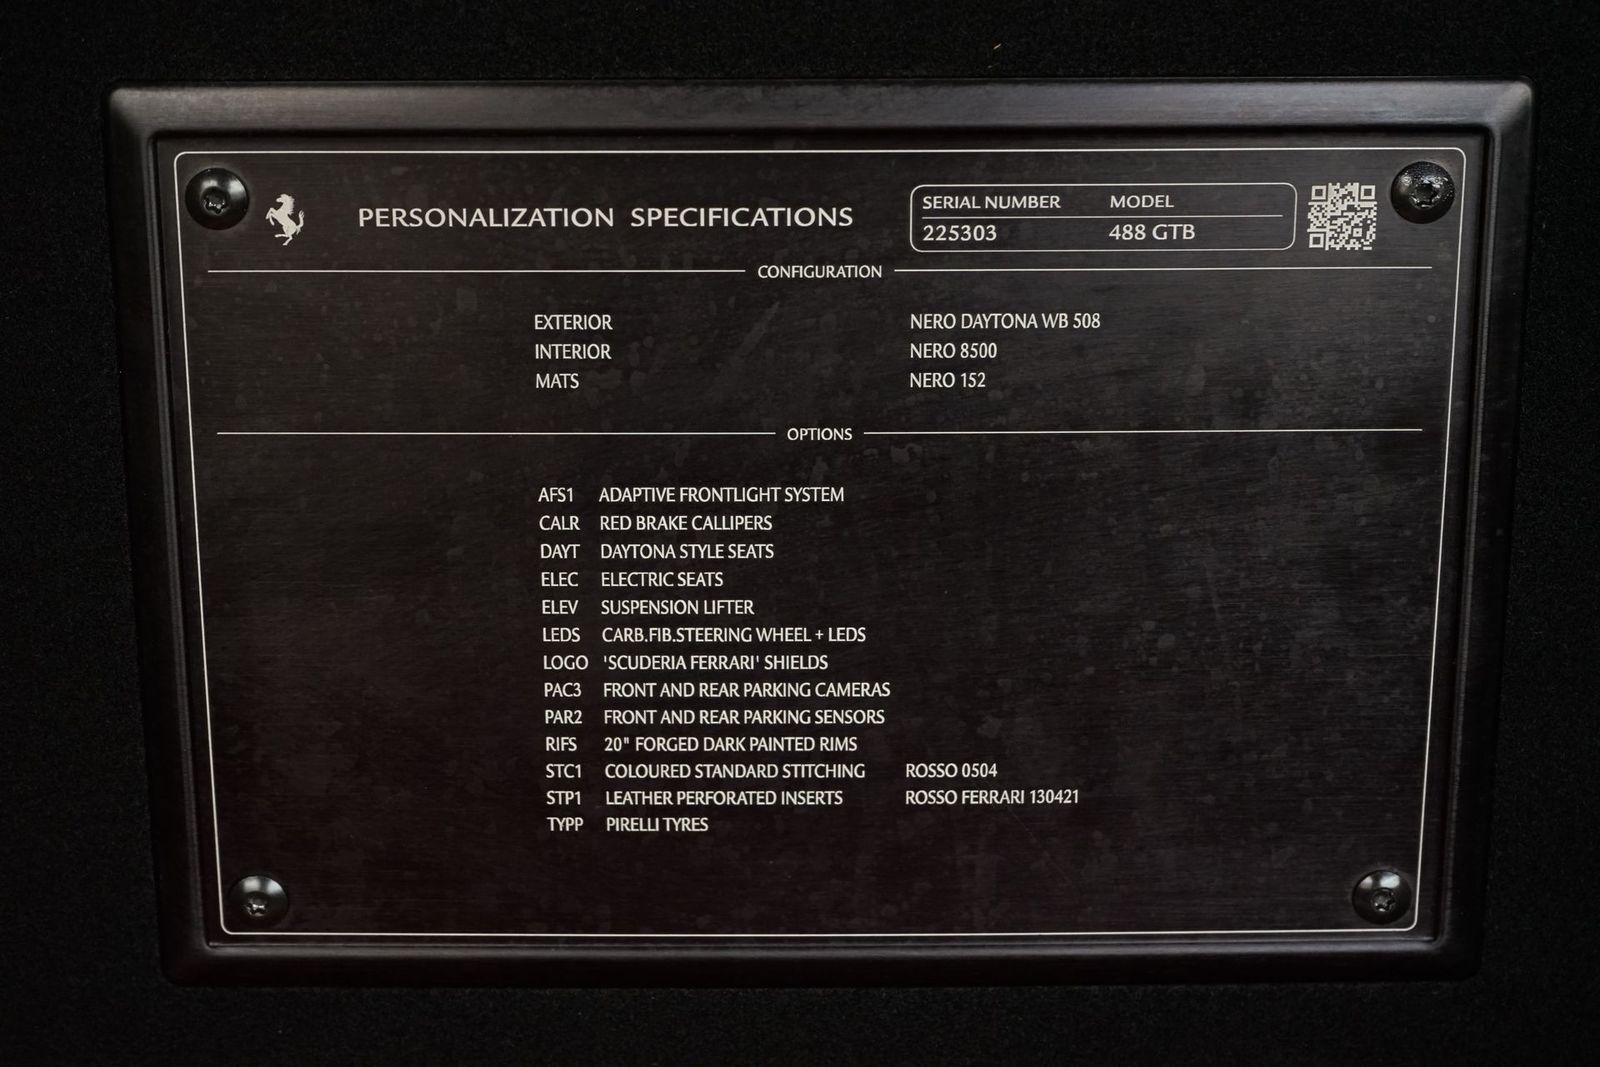 PERSONALIZATION SPECIFICATIONS
SERIAL NUMBER MODEL
225303 488 GTB
CONFIGURATION
EXTERIOR NERO DAYTONA WB 508
INTERIOR NERO 8500
MATS NERO 152
OPTIONS
AFS1 ADAPTIVE FRONTLIGHT SYSTEM
CALR RED BRAKE CALLIPERS
DAYT DAYTONA STYLE SEATS
ELEC ELECTRIC SEATS
ELEV SUSPENSION LIFTER
LEDS CARB.FIB.STEERING WHEEL + LEDS
LOGO 'SCUDERIA FERRARI' SHIELDS
PAC3 FRONT AND REAR PARKING CAMERAS
PAR2 FRONT AND REAR PARKING SENSORS
RIFS 20" FORGED DARK PAINTED RIMS
STC1 COLOURED STANDARD STITCHING ROSSO 0504
STP1 LEATHER PERFORATED INSERTS ROSSO FERRARI 130421
TYPP PIRELLI TYRES